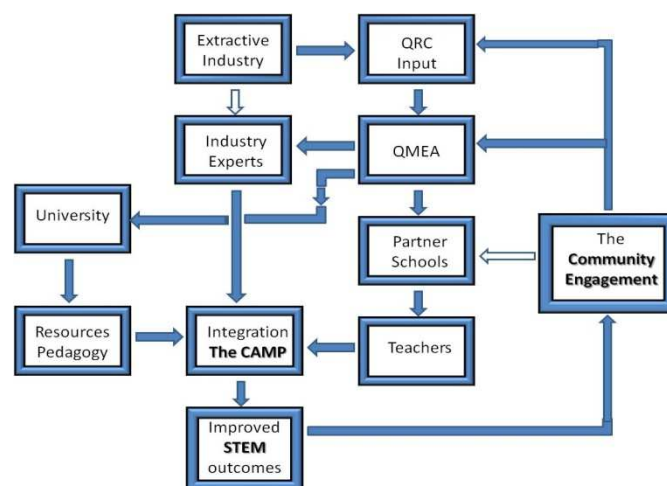 Extractive
Industry
QRC
Input
Industry
Experts
QMEA
University
Partner
Schools
The
Community
Engagement
Resources
Pedagogy
Integration
The CAMP
Teachers
Improved
STEM
outcomes